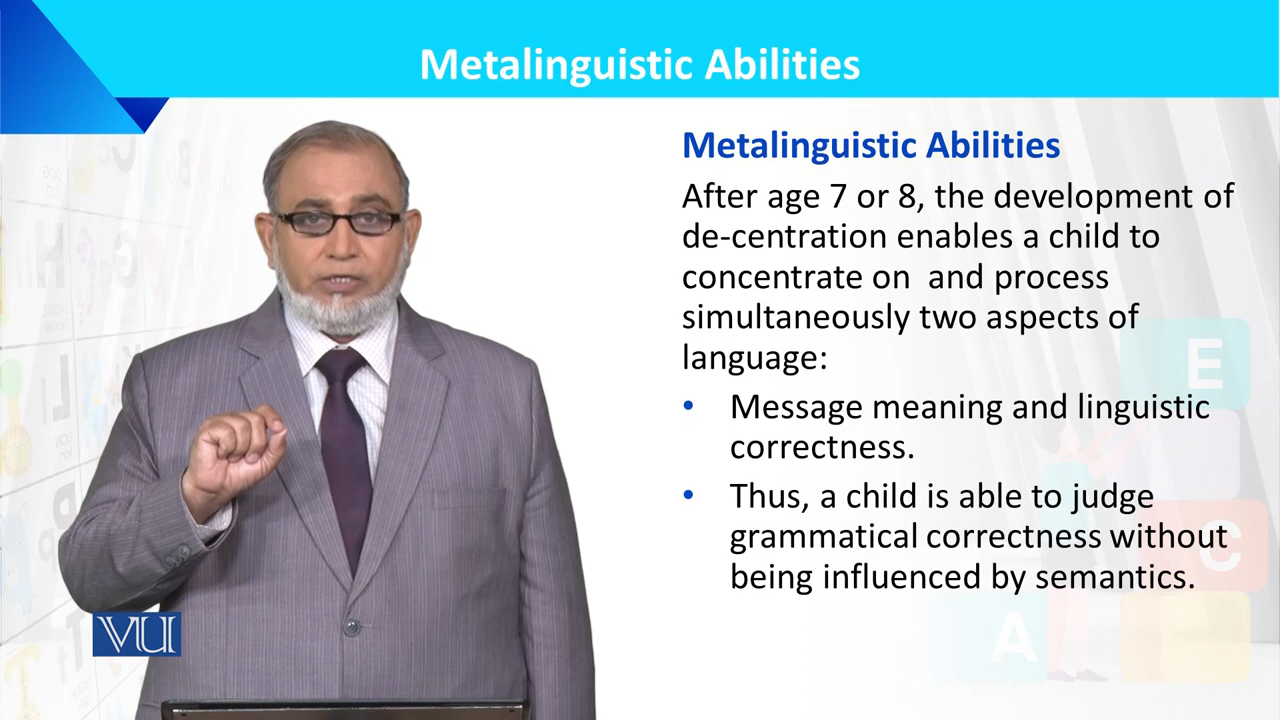 Metalinguistic Abilities
Metalinguistic Abilities
After age 7 or 8, the development of
de-centration enables a child to
concentrate on and process
simultaneously two aspects of
language:
• Message meaning and linguistic
correctness.
• Thus, a child is able to judge
grammatical correctness without
being influenced by semantics.
VU
E
C
A